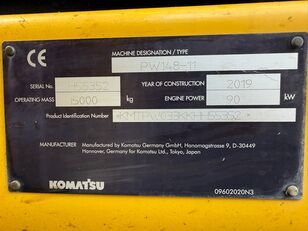 CE
MACHINE DESIGNATION / TYPE
PW148-11
SERIAL No. H55352 YEAR OF CONSTRUCTION 2019
OPERATING MASS 15000 kg ENGINE POWER 90 kW
Product Identification Number
MANUFACTURER Manufactured by Komatsu Germany GmbH, Hanomagstrasse 9, D-30449
Hannover, Germany for Komatsu Ltd., Tokyo, Japan
KOMATSU
09602020N3